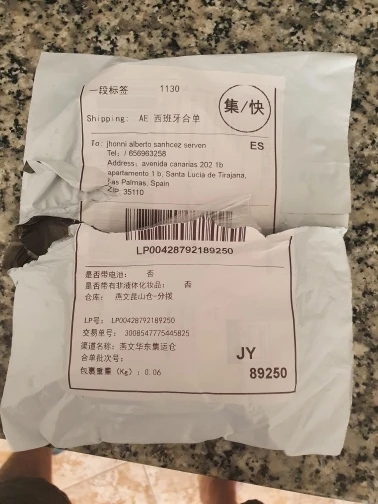 一段标签 1130
集/快
Shipping: AE 西班牙合单
To: jhonni alberto sanhcez serven ES
Tel: / 656963258
Address: avenida canarias 202 1b
apartamento 1 b, Santa Lucia de Tirajana,
Las Palmas, Spain
Zip: 35110
LP00428792189250
是否带电池: 否
是否带有非液体化妆品: 否
仓库: 燕文昆山仓-分拨
LP号: LP00428792189250
交易单号: 3008547775445825
渠道名称: 燕文华东集运仓
合单批次号:
包裹重量 (Kg): 0.06
JY
89250